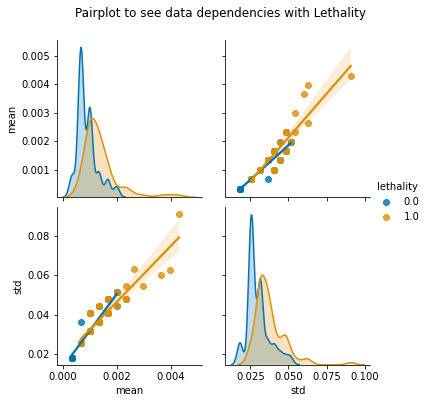 Pairplot to see data dependencies with Lethality
0.005
0.004
0.003
0.002
0.001
mean
lethality
0.0
1.0
0.08
0.06
0.04
0.02
std
0.000 0.002 0.004
mean
0.025 0.050 0.075 0.100
std